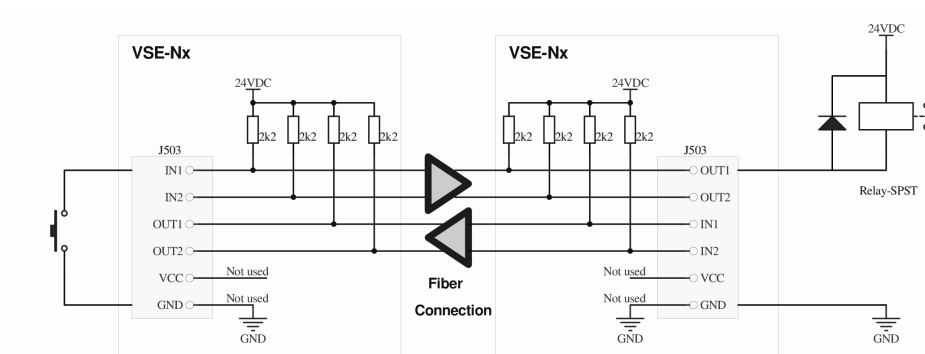 24VDC
VSE-Nx
VSE-Nx
24VDC
24VDC
2k2 2k2 2k2 2k2
2k2 2k2 2k2 2k2
J503
J503
IN1
OUT1
IN2
OUT2
OUT1
IN1
OUT2
IN2
VCC
Not used
Not used
VCC
GND
Not used
Not used
GND
Relay-SPST
Fiber
Connection
GND
GND
GND